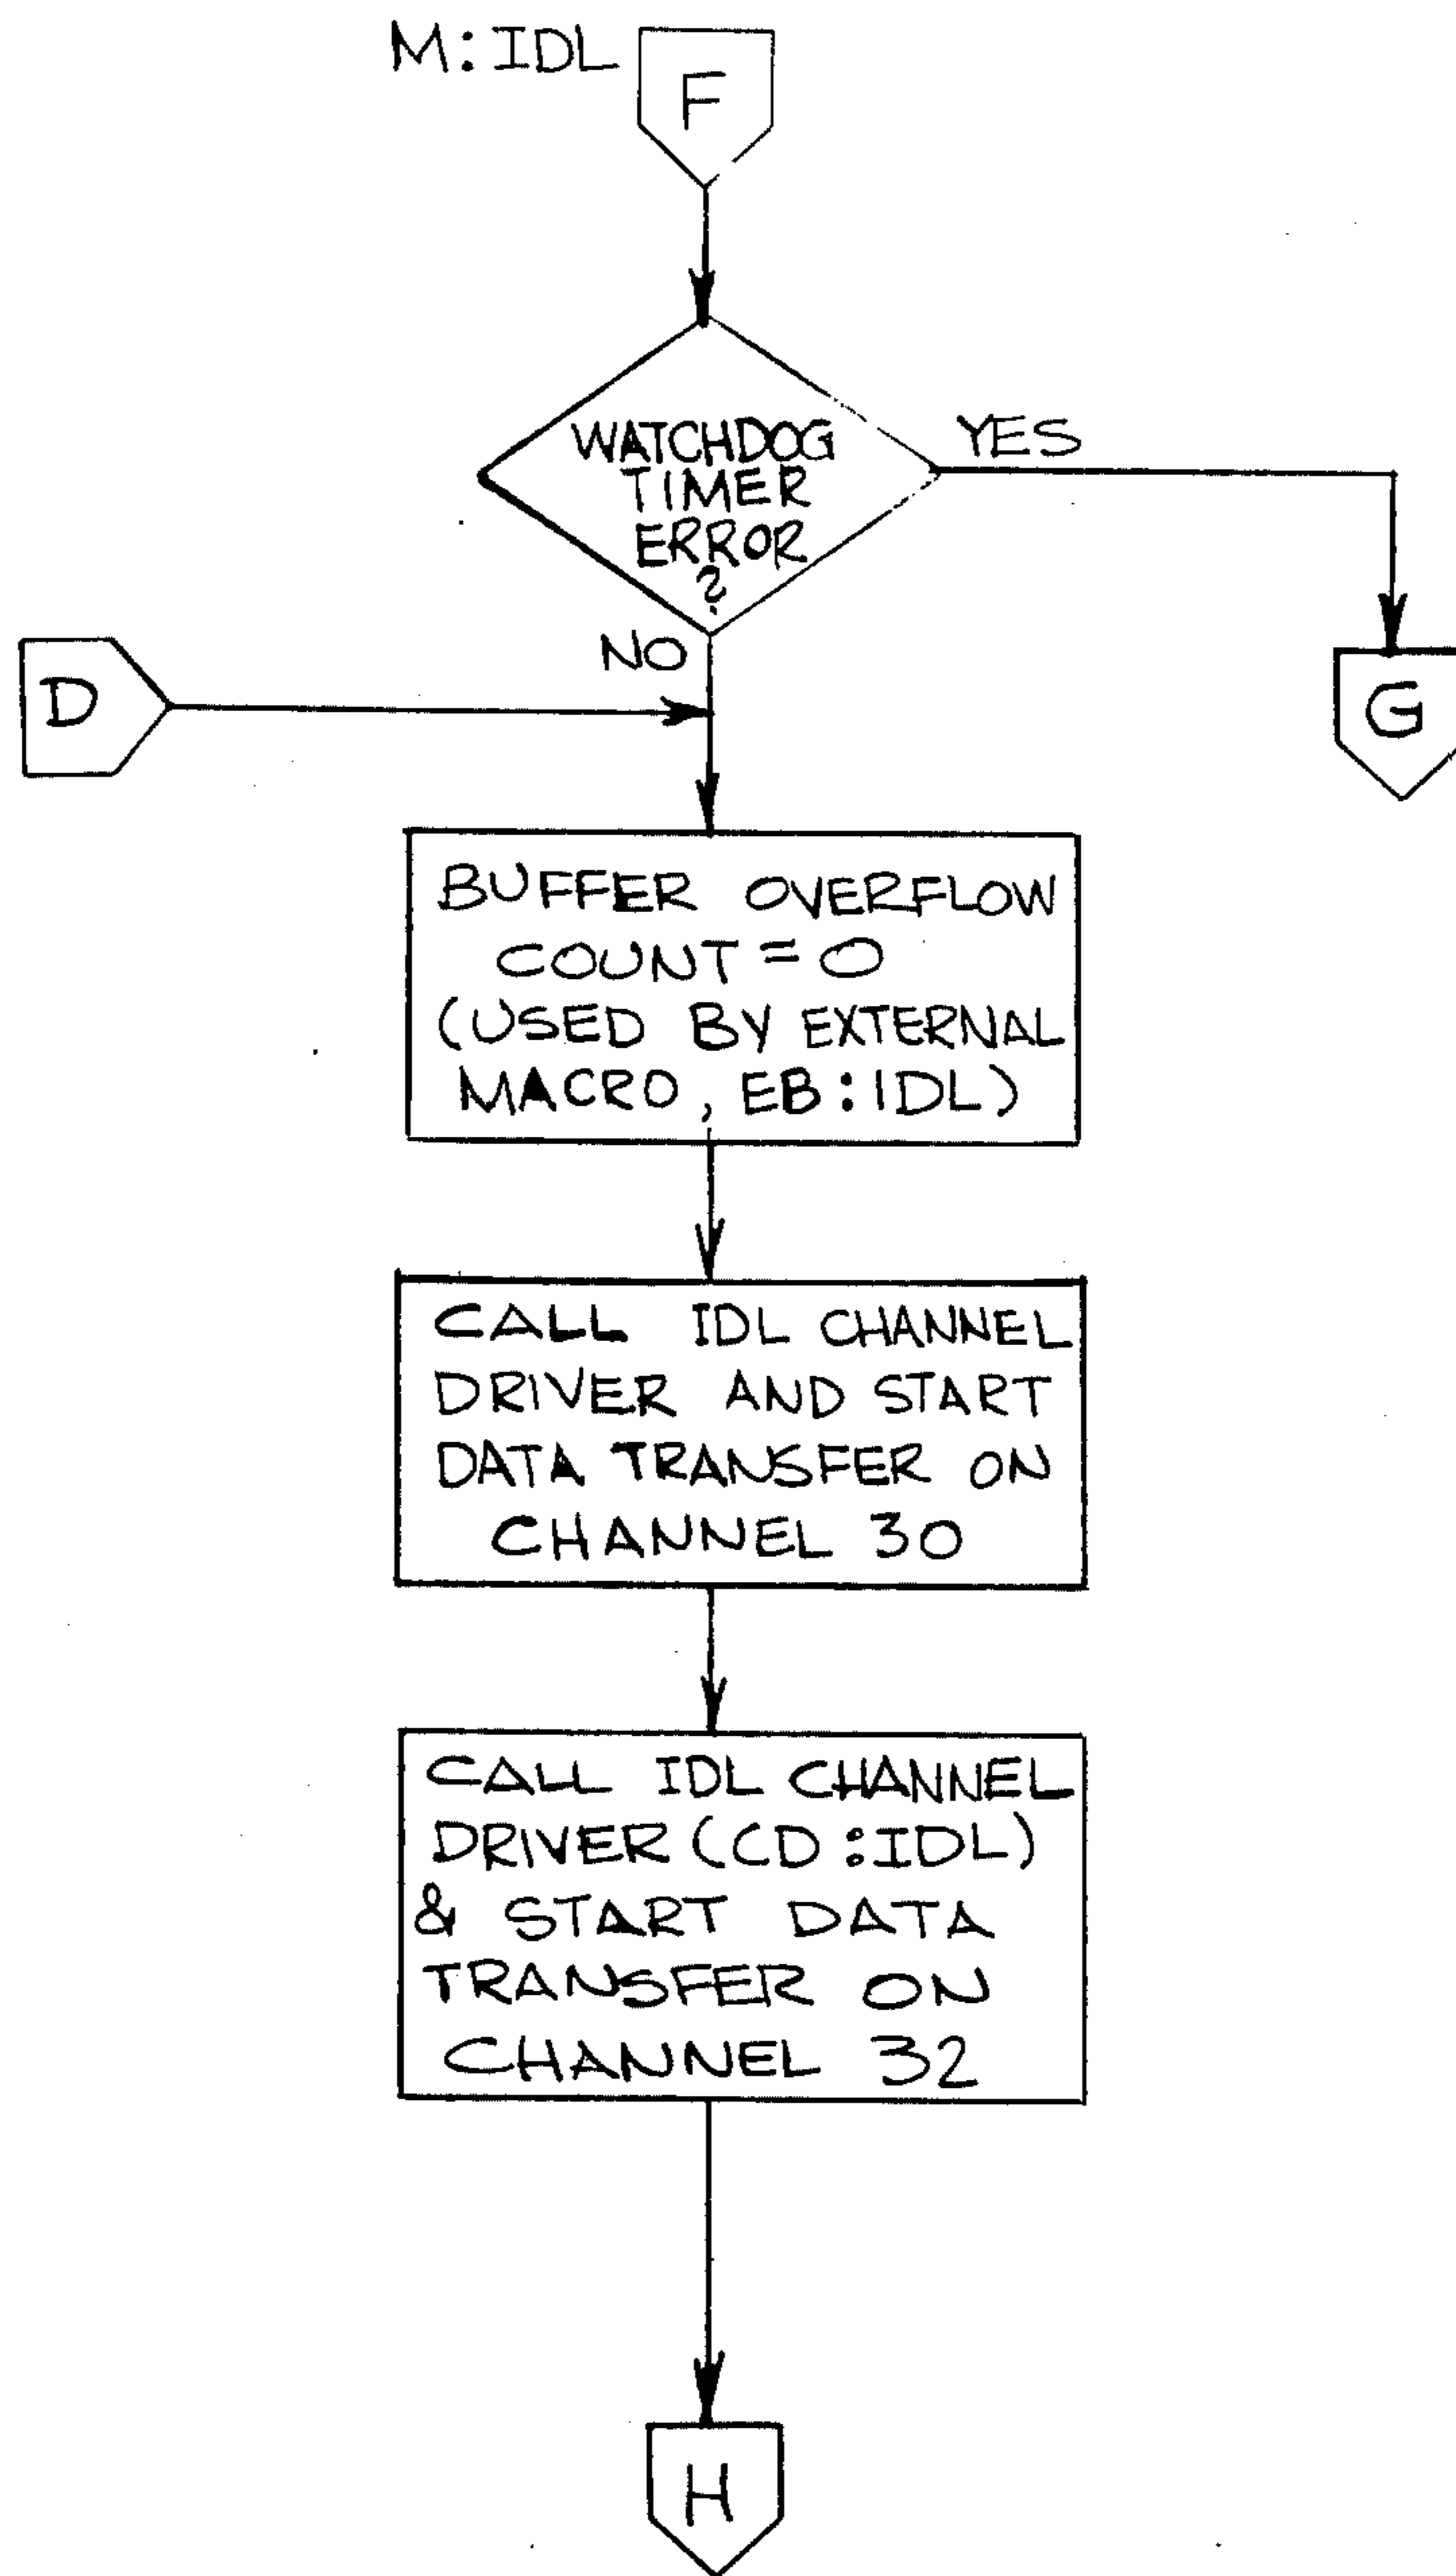 M:IDL
F
WATCHDOG
TIMER
ERROR
?
YES
NO
D
G
BUFFER OVERFLOW
COUNT = 0
(USED BY EXTERNAL
MACRO, EB:IDL)
CALL IDL CHANNEL
DRIVER AND START
DATA TRANSFER ON
CHANNEL 30
CALL IDL CHANNEL
DRIVER (CD:IDL)
& START DATA
TRANSFER ON
CHANNEL 32
H